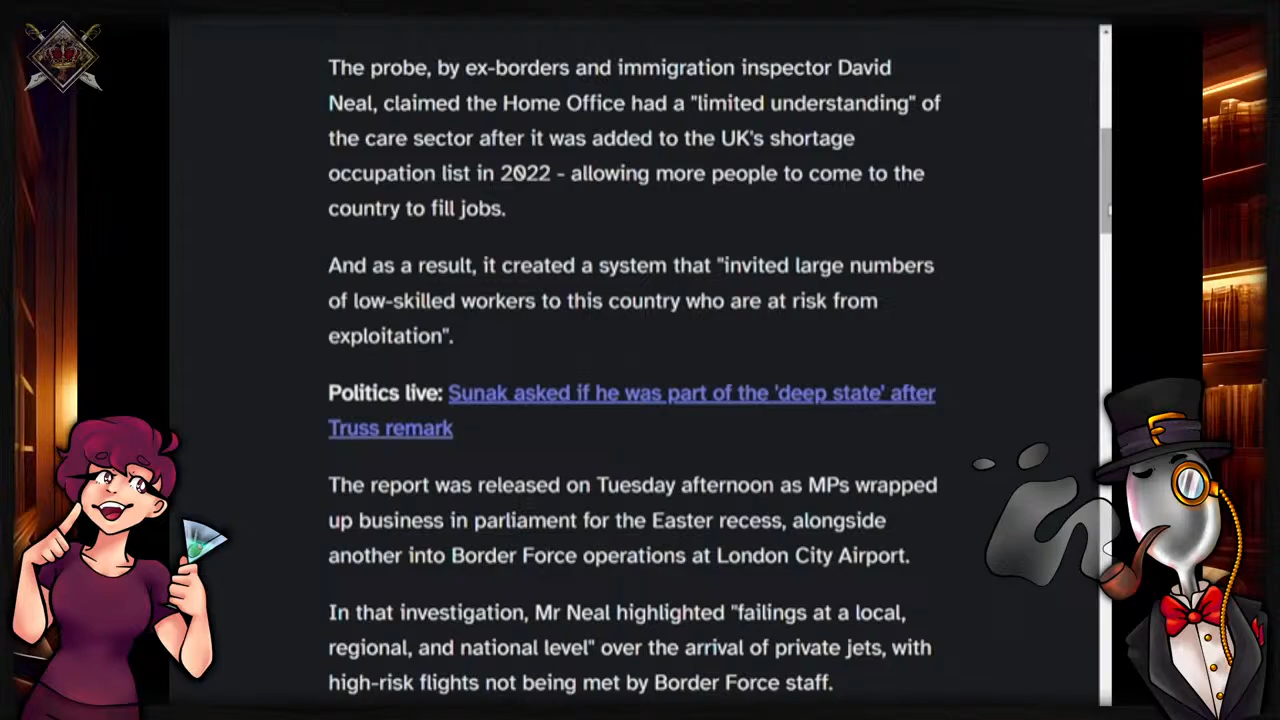 The probe, by ex-borders and immigration inspector David
Neal, claimed the Home Office had a "limited understanding" of
the care sector after it was added to the UK's shortage
occupation list in 2022 - allowing more people to come to the
country to fill jobs.
And as a result, it created a system that "invited large numbers
of low-skilled workers to this country who are at risk from
exploitation".
Politics live: Sunak asked if he was part of the 'deep state' after
Truss remark
The report was released on Tuesday afternoon as MPs wrapped
up business in parliament for the Easter recess, alongside
another into Border Force operations at London City Airport.
In that investigation, Mr Neal highlighted "failings at a local,
regional, and national level" over the arrival of private jets, with
high-risk flights not being met by Border Force staff.